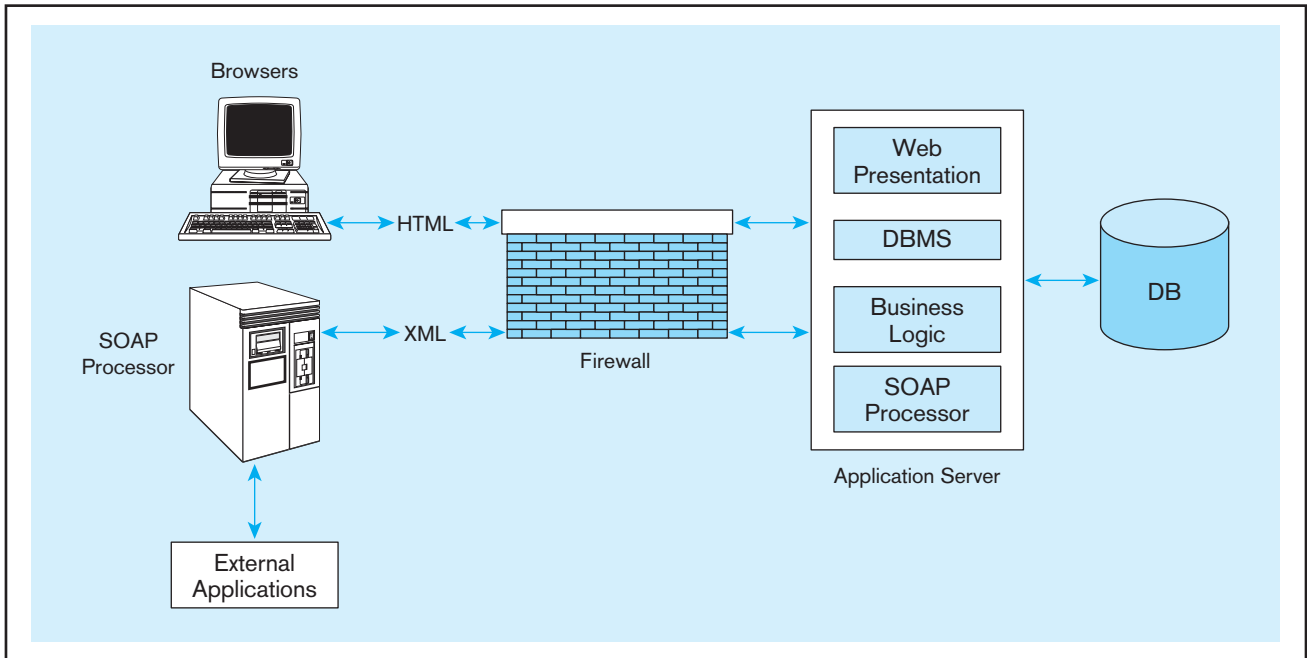 Browsers
HTML
SOAP
Processor
XML
External
Applications
Firewall
Web
Presentation
DBMS
Business
Logic
SOAP
Processor
Application Server
DB